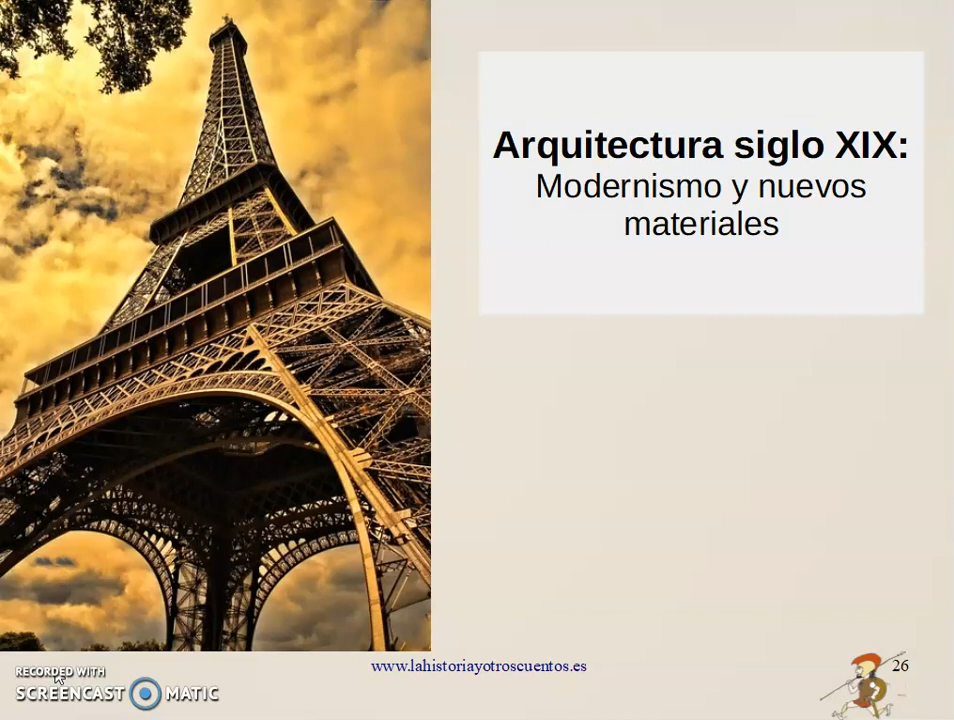 Arquitectura siglo XIX:
Modernismo y nuevos
materiales
www.lahistoriayotroscuentos.es
26
RECORDED WITH
SCREENCAST MATIC